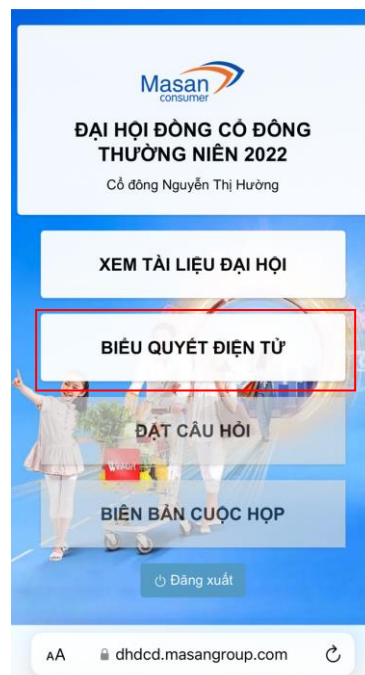 Masan
consumer
ĐẠI HỘI ĐỒNG CỔ ĐÔNG
THƯỜNG NIÊN 2022
Cổ đông Nguyễn Thị Hường
XEM TÀI LIỆU ĐẠI HỘI
BIỂU QUYẾT ĐIỆN TỬ
ĐẶT CÂU HỎI
WinMart
BIÊN BẢN CUỘC HỌP
Đăng xuất
AA dhdcd.masangroup.com